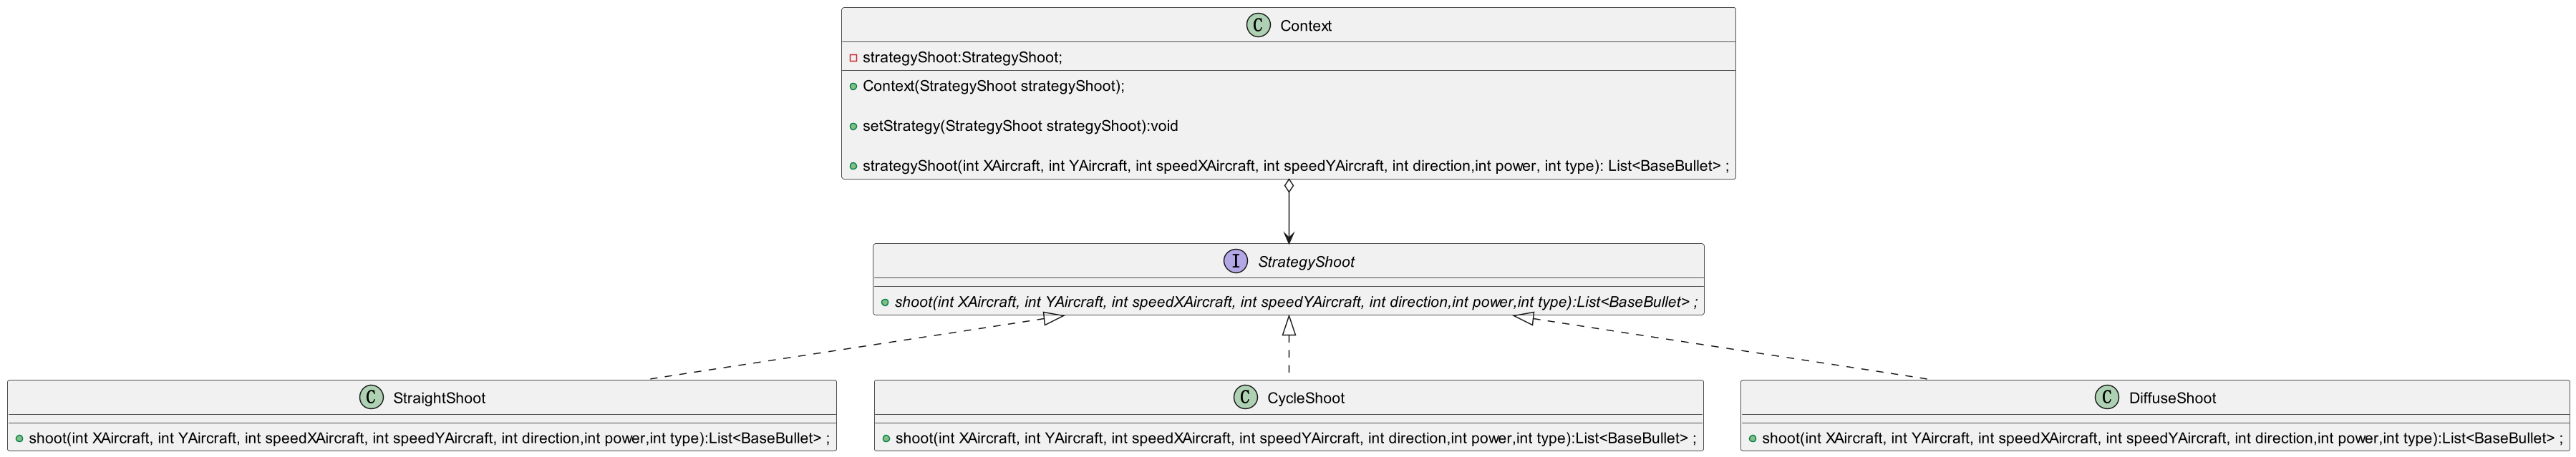 C Context
strategyShoot:StrategyShoot;
Context(StrategyShoot strategyShoot);
setStrategy(StrategyShoot strategyShoot):void
strategyShoot(int XAircraft, int YAircraft, int speedXAircraft, int speedYAircraft, int direction,int power, int type): List<BaseBullet> ;
I StrategyShoot
shoot(int XAircraft, int YAircraft, int speedXAircraft, int speedYAircraft, int direction,int power,int type):List<BaseBullet> ;
C StraightShoot
shoot(int XAircraft, int YAircraft, int speedXAircraft, int speedYAircraft, int direction,int power,int type):List<BaseBullet> ;
C CycleShoot
shoot(int XAircraft, int YAircraft, int speedXAircraft, int speedYAircraft, int direction,int power,int type):List<BaseBullet> ;
C DiffuseShoot
shoot(int XAircraft, int YAircraft, int speedXAircraft, int speedYAircraft, int direction,int power,int type):List<BaseBullet> ;